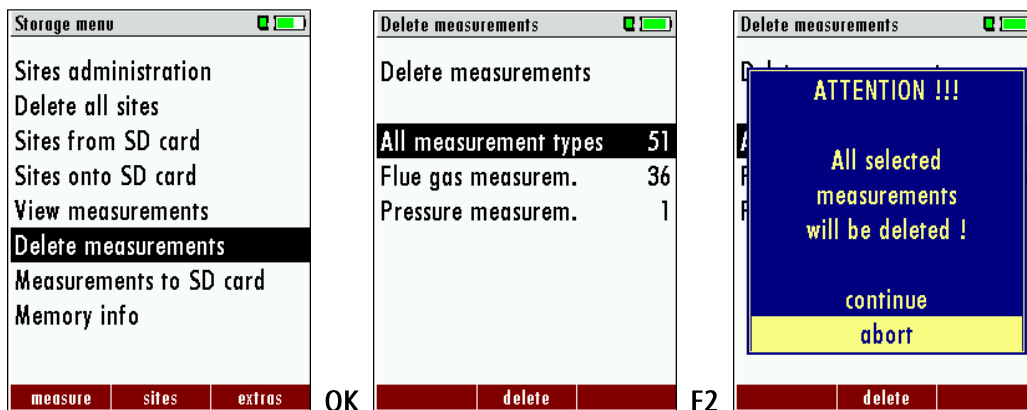 Storage menu
Sites administration
Delete all sites
Sites from SD card
Sites onto SD card
View measurements
Delete measurements
Measurements to SD card
Memory info
measure sites extras
OK
Delete measurements
Delete measurements
All measurement types 51
Flue gas measurem. 36
Pressure measurem. 1
delete
F2
Delete measurements
ATTENTION !!!
All selected
measurements
will be deleted !
continue
abort
delete